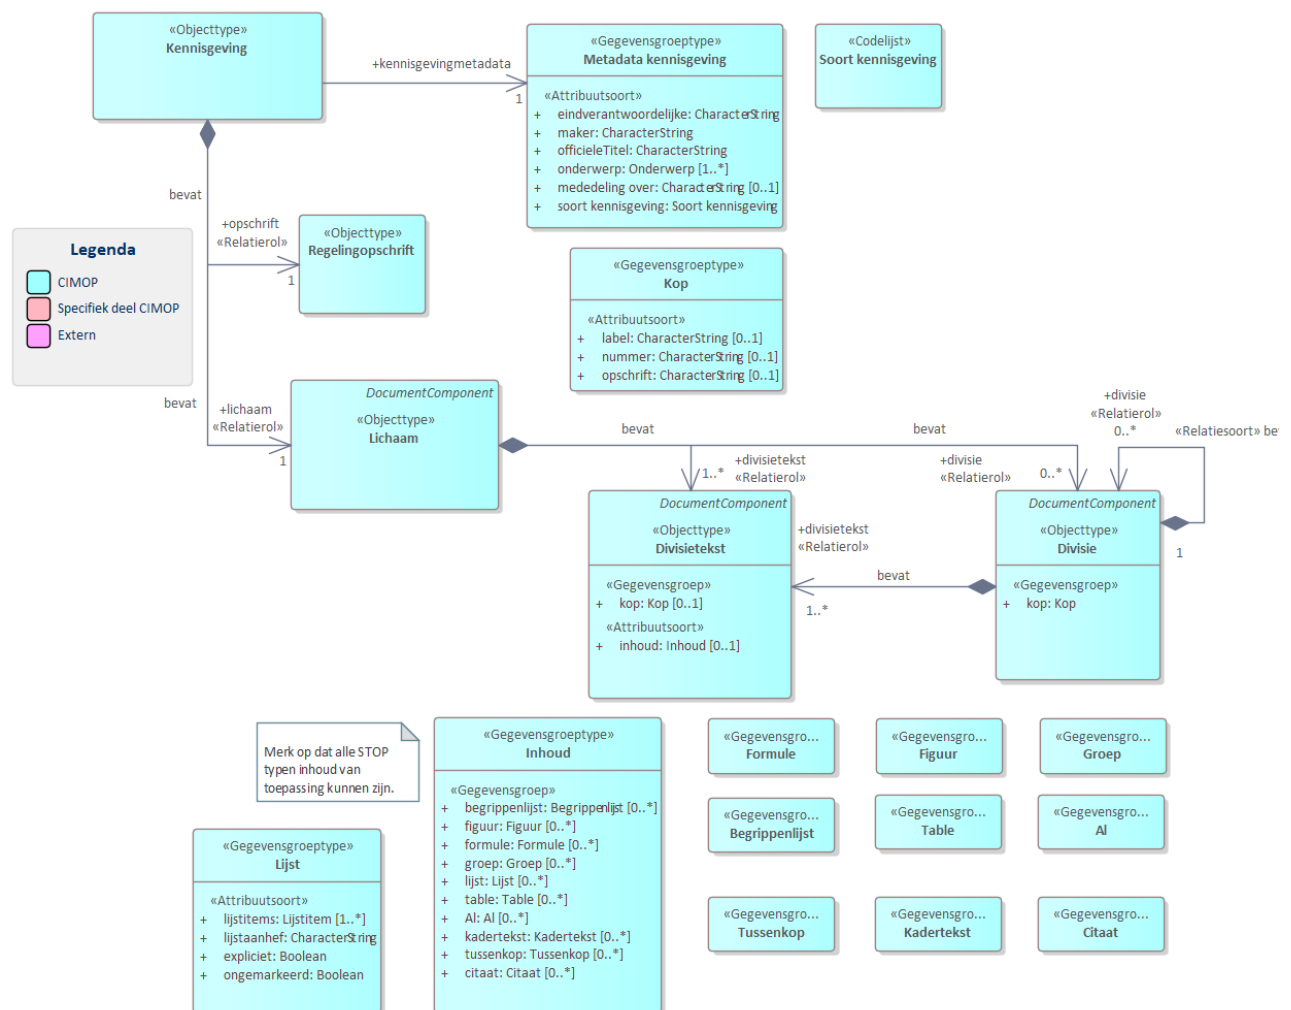 «Objecttype»
Kennisgeving
+kennisgevingmetadata
1
«Gegevensgroeptype»
Metadata kennisgeving
«Attribuutsoort»
+ eindverantwoordelijke: CharacterString
+ maker: CharacterString
+ officieleTitel: CharacterString
+ onderwerp: Onderwerp [1..*]
+ mededeling over: CharacterString [0..1]
+ soort kennisgeving: Soort kennisgeving
«Codelijst»
Soort kennisgeving
bevat
+opschrift
«Relatierol»
1
«Objecttype»
Regelingopschrift
Legenda
CIMOP
Specifiek deel CIMOP
Extern
«Gegevensgroeptype»
Kop
«Attribuutsoort»
+ label: CharacterString [0..1]
+ nummer: CharacterString [0..1]
+ opschrift: CharacterString [0..1]
bevat
+lichaam
«Relatierol»
1
DocumentComponent
«Objecttype»
Lichaam
bevat
bevat
+divisie
«Relatierol»
0..*
«Relatiesoort» be
1..*
+divisietekst
«Relatierol»
+divisie
«Relatierol»
0..*
DocumentComponent
«Objecttype»
Divisietekst
«Gegevensgroep»
+ kop: Kop [0..1]
«Attribuutsoort»
+ inhoud: Inhoud [0..1]
+divisietekst
«Relatierol»
bevat
1..*
DocumentComponent
«Objecttype»
Divisie
«Gegevensgroep»
+ kop: Kop
1
Merk op dat alle STOP
typen inhoud van
toepassing kunnen zijn.
«Gegevensgroeptype»
Lijst
«Attribuutsoort»
+ lijstitems: Lijstitem [1..*]
+ lijstaanhef: CharacterString
+ expliciet: Boolean
+ ongemarkeerd: Boolean
«Gegevensgroeptype»
Inhoud
«Gegevensgroep»
+ begrippenlijst: Begrippenlijst [0..*]
+ figuur: Figuur [0..*]
+ formule: Formule [0..*]
+ groep: Groep [0..*]
+ lijst: Lijst [0..*]
+ table: Table [0..*]
+ Al: Al [0..*]
+ kadertekst: Kadertekst [0..*]
+ tussenkop: Tussenkop [0..*]
+ citaat: Citaat [0..*]
«Gegevensgro...
Formule
«Gegevensgro...
Figuur
«Gegevensgro...
Groep
«Gegevensgro...
Begrippenlijst
«Gegevensgro...
Table
«Gegevensgro...
Al
«Gegevensgro...
Tussenkop
«Gegevensgro...
Kadertekst
«Gegevensgro...
Citaat